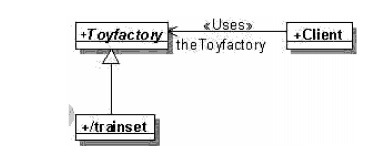 «Uses»
+Toyfactory
+Client
theToyfactory
+/trainset